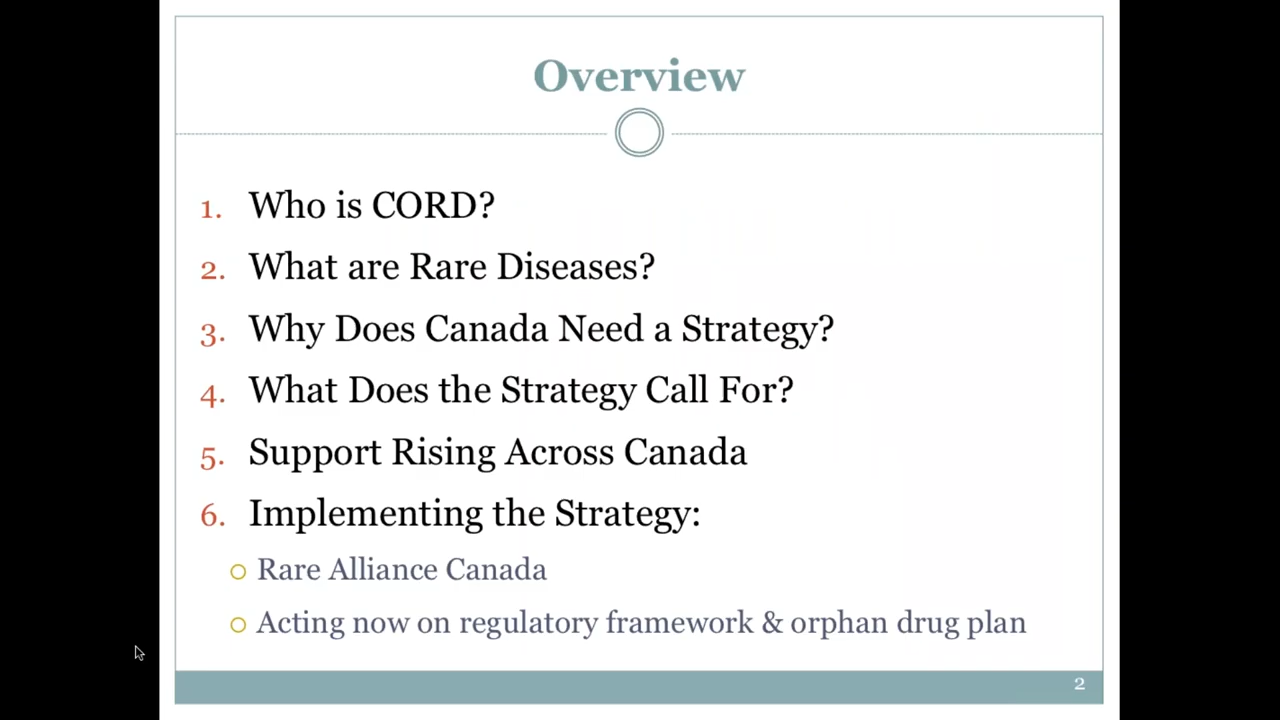 Overview
1. Who is CORD?
2. What are Rare Diseases?
3. Why Does Canada Need a Strategy?
4. What Does the Strategy Call For?
5. Support Rising Across Canada
6. Implementing the Strategy:
Rare Alliance Canada
Acting now on regulatory framework & orphan drug plan
2